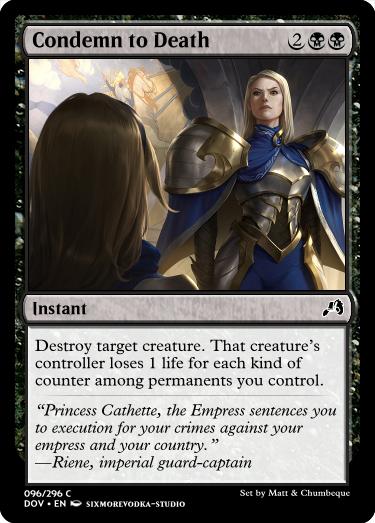 Condemn to Death 2
Instant
Destroy target creature. That creature's
controller loses 1 life for each kind of
counter among permanents you control.
“Princess Cathette, the Empress sentences you
to execution for your crimes against your
empress and your country.”
—Riene, imperial guard-captain
096/296 C
DOV • EN SIXMOREVODKA-STUDIO
Set by Matt & Chumbeque